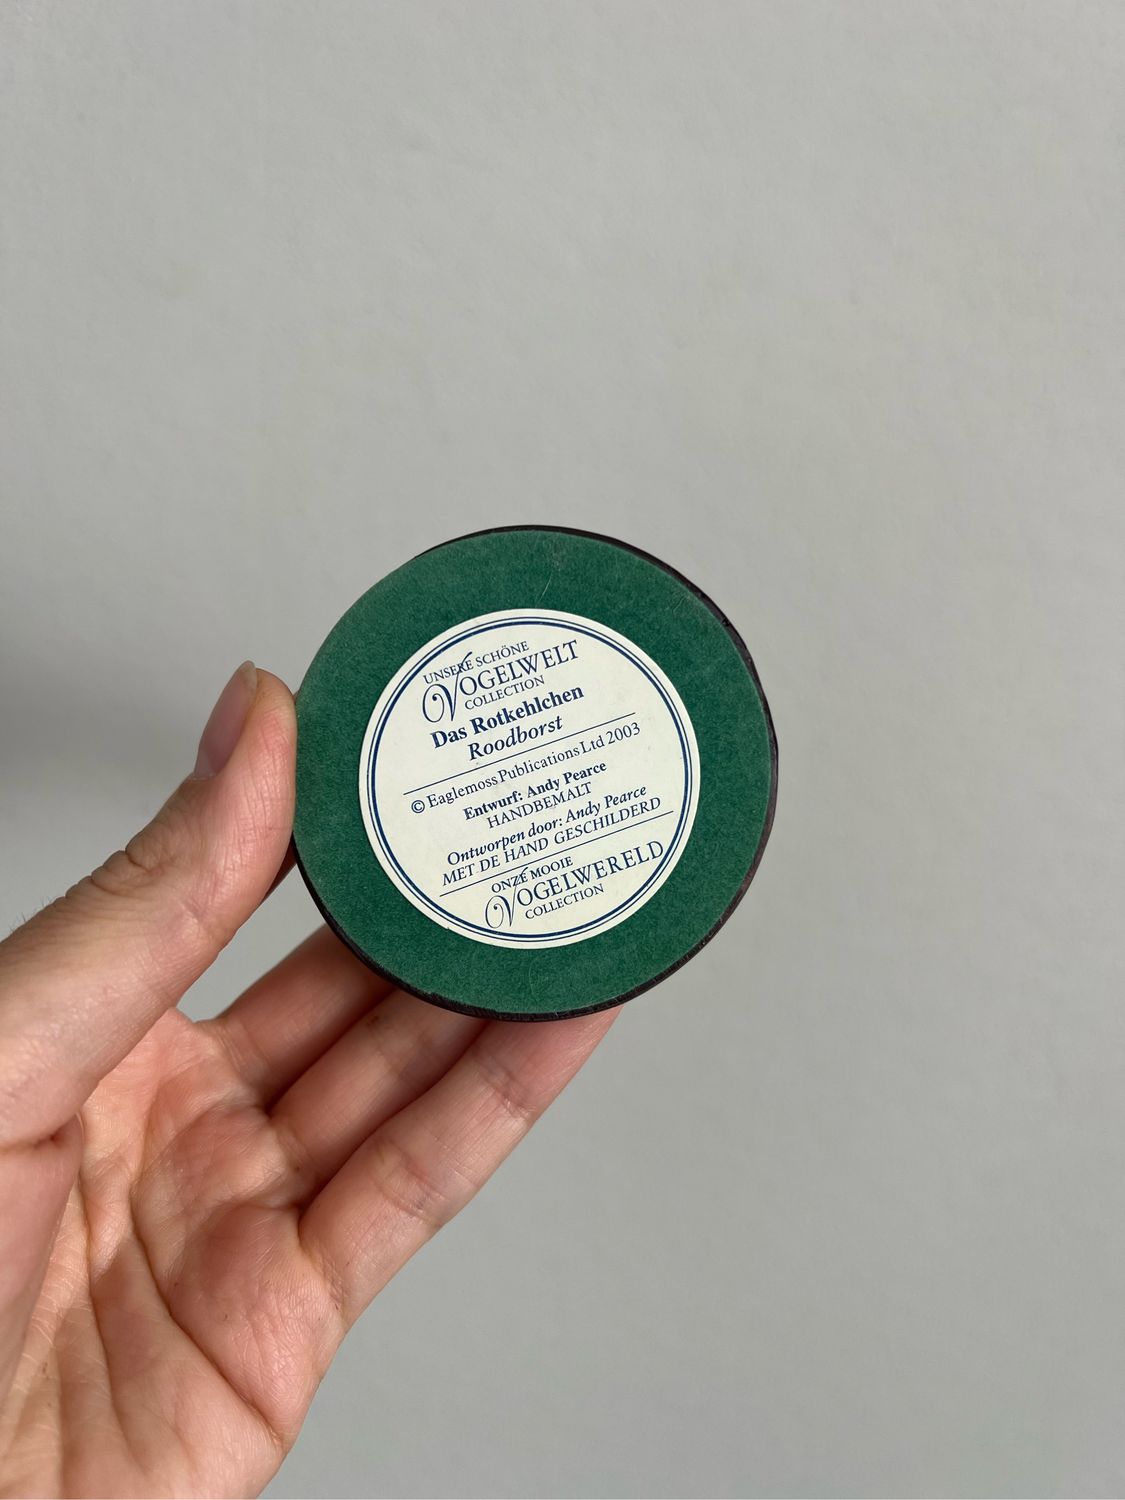 UNSERE SCHÖNE
VOGELWELT
COLLECTION
Das Rotkehlchen
Roodborst
© Eaglemoss Publications Ltd 2003
Entwurf: Andy Pearce
HANDBEMALT
Ontworpen door: Andy Pearce
MET DE HAND GESCHILDERD
ONZE MOOIE
VOGELWERELD
COLLECTION